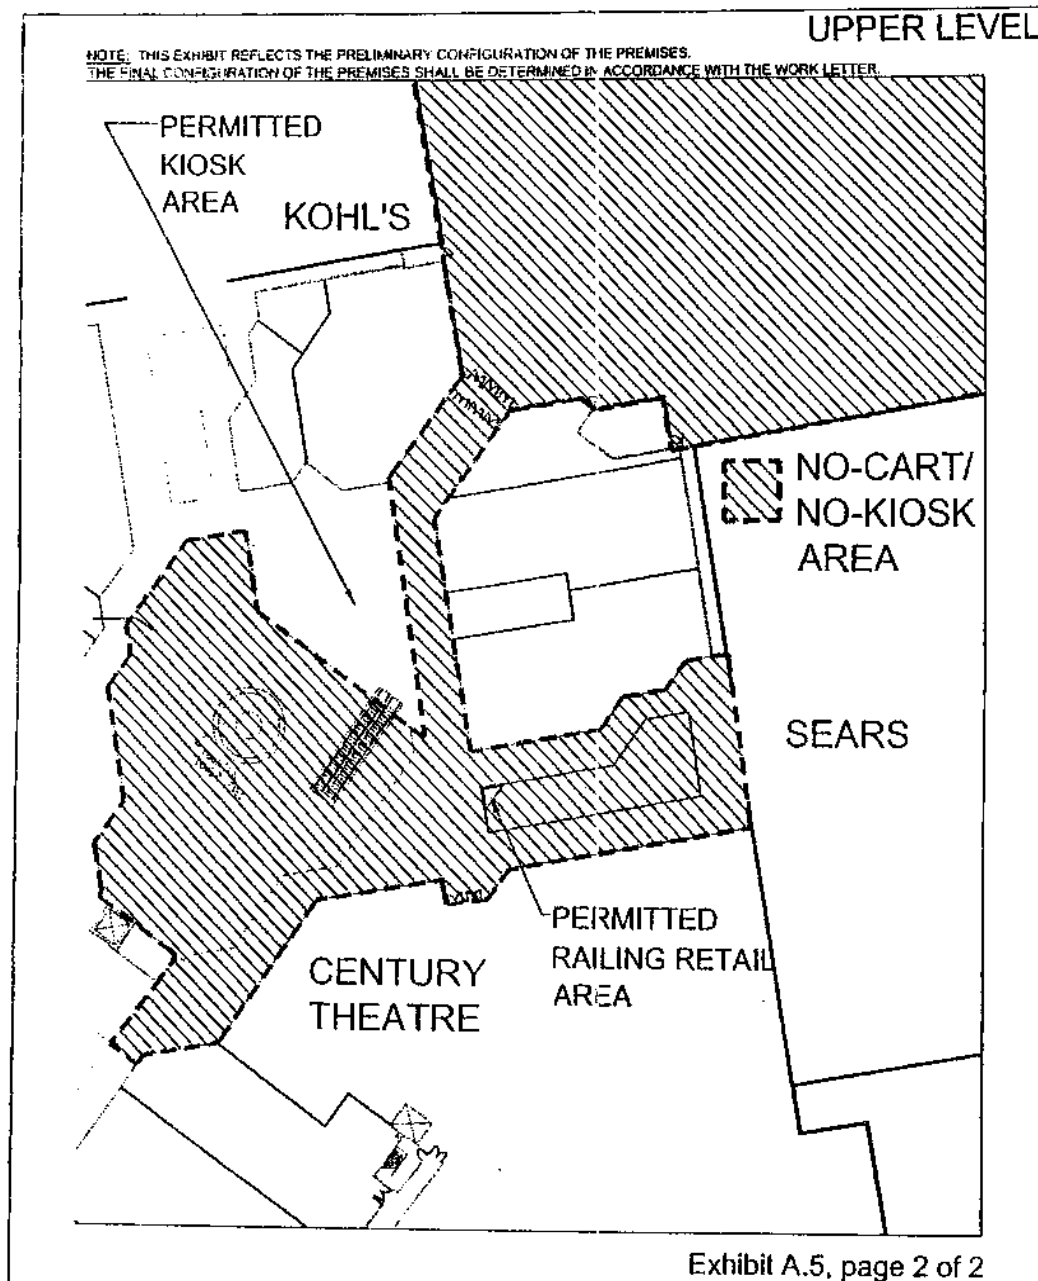 UPPER LEVEL
NOTE: THIS EXHIBIT REFLECTS THE PRELIMINARY CONFIGURATION OF THE PREMISES.
THE FINAL CONFIGURATION OF THE PREMISES SHALL BE DETERMINED IN ACCORDANCE WITH THE WORK LETTER.
PERMITTED
KIOSK
AREA
KOHL'S
NO-CART/
NO-KIOSK
AREA
SEARS
PERMITTED
RAILING RETAIL
AREA
CENTURY
THEATRE
Exhibit A.5, page 2 of 2